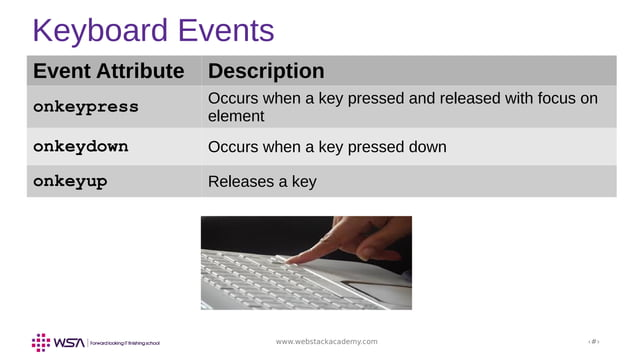 Keyboard Events
Event Attribute Description
onkeypress Occurs when a key pressed and released with focus on
element
onkeydown Occurs when a key pressed down
onkeyup Releases a key
WSA Forward looking IT finishing school www.webstackacademy.com ‹#›